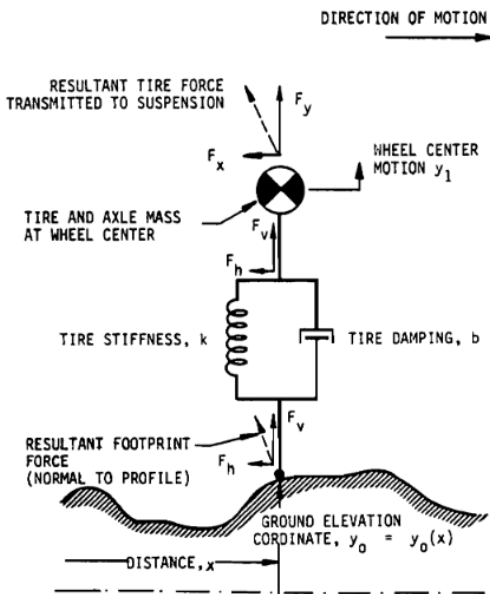 DIRECTION OF MOTION
RESULTANT TIRE FORCE
TRANSMITTED TO SUSPENSION
F_y
F_x
WHEEL CENTER
MOTION y_1
TIRE AND AXLE MASS
AT WHEEL CENTER
F_v
F_h
TIRE STIFFNESS, k
TIRE DAMPING, b
F_v
RESULTANT FOOTPRINT
FORCE
(NORMAL TO PROFILE)
F_h
GROUND ELEVATION
CORDINATE, y_o = y_o(x)
DISTANCE, x